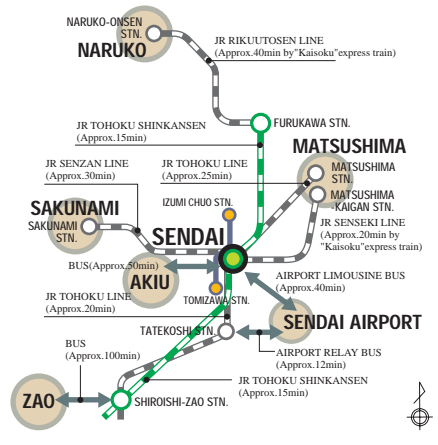 NARUKO-ONSEN
STN.
NARUKO
JR RIKUUTOSEN LINE
(Approx.40min by"Kaisoku"express train)
JR TOHOKU SHINKANSEN
(Approx.15min)
FURUKAWA STN.
MATSUSHIMA
MATSUSHIMA
STN.
MATSUSHIMA
-KAIGAN STN.
JR SENZAN LINE
(Approx.30min)
JR TOHOKU LINE
(Approx.25min)
IZUMI CHUO STN.
SAKUNAMI
SAKUNAMI
STN.
SENDAI
JR SENSEKI LINE
(Approx.20min by
"Kaisoku"express train)
BUS(Approx.50min)
AKIU
TOMIZAWA STN.
AIRPORT LIMOUSINE BUS
(Approx.40min)
JR TOHOKU LINE
(Approx.20min)
TATEKOSHI STN.
SENDAI AIRPORT
BUS
(Approx.100min)
AIRPORT RELAY BUS
(Approx.12min)
JR TOHOKU SHINKANSEN
(Approx.15min)
ZAO
SHIROISHI-ZAO STN.